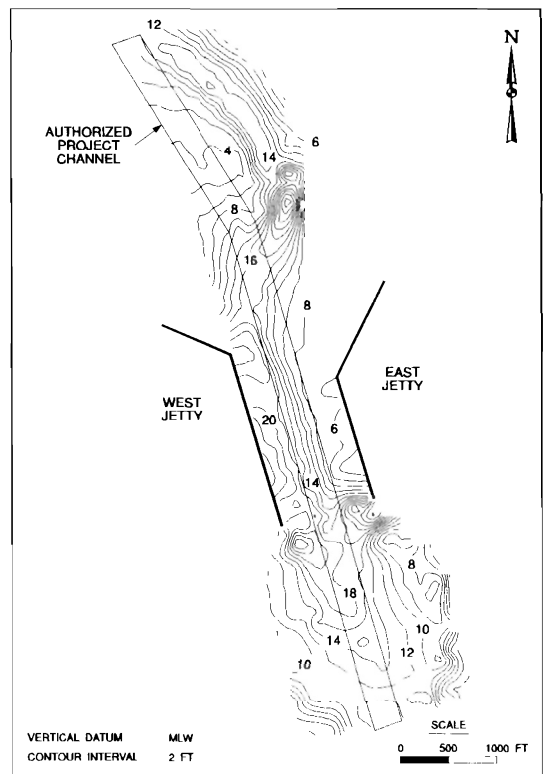 12
N
AUTHORIZED
PROJECT
CHANNEL
6
14
4
8
16
8
WEST
JETTY
EAST
JETTY
20
6
14
8
18
10
14
12
10
VERTICAL DATUM MLW
CONTOUR INTERVAL 2 FT
SCALE
0 500 1000 FT